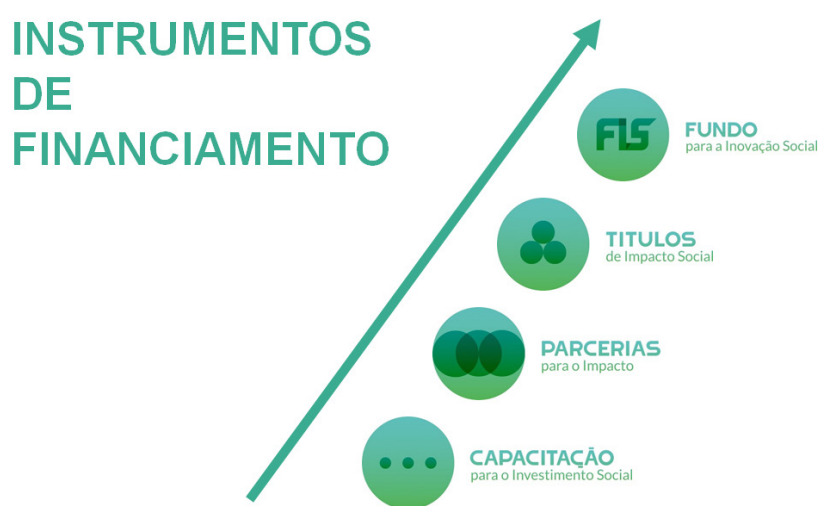 INSTRUMENTOS
DE
FINANCIAMENTO
FIS
FUNDO
para a Inovação Social
TITULOS
de Impacto Social
PARCERIAS
para o Impacto
CAPACITAÇÃO
para o Investimento Social